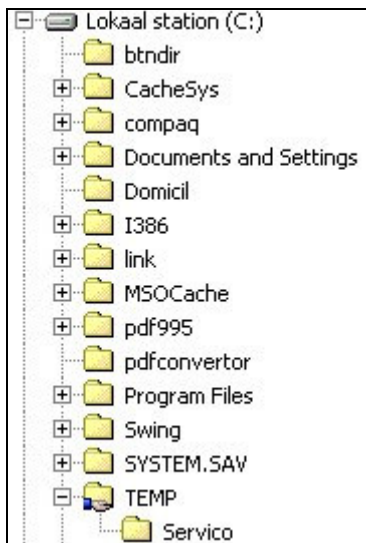 Lokaal station (C:)
btndir
CacheSys
compaq
Documents and Settings
Domicil
I386
link
MSOCache
pdf995
pdfconvertor
Program Files
Swing
SYSTEM.SAV
TEMP
Servico